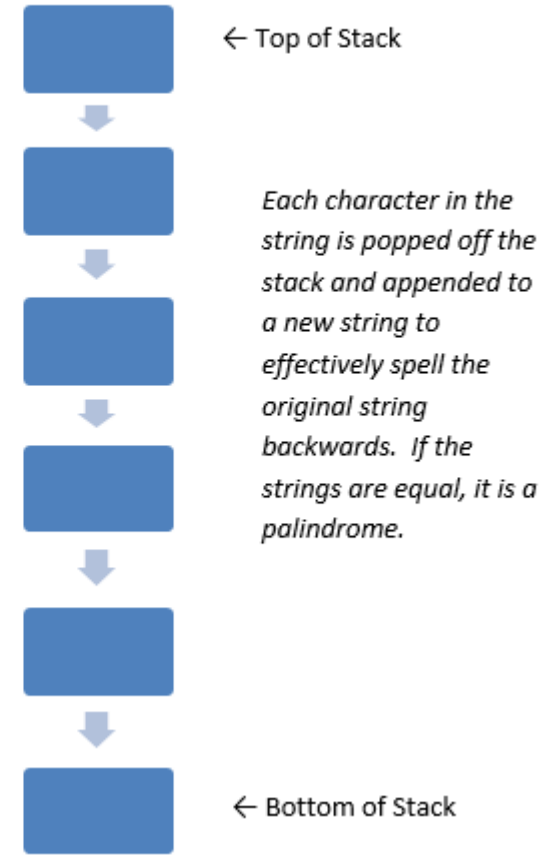 ← Top of Stack
Each character in the
string is popped off the
stack and appended to
a new string to
effectively spell the
original string
backwards.  If the
strings are equal, it is a
palindrome.
← Bottom of Stack